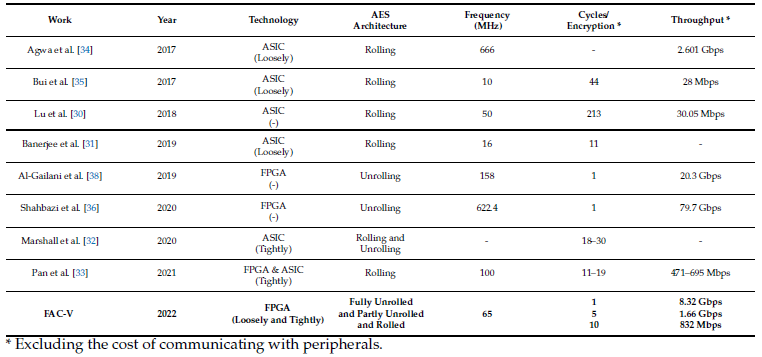 Work Year Technology AES Architecture Frequency (MHz) Cycles/ Encryption * Throughput *
Agwa et al. [34] 2017 ASIC (Loosely) Rolling 666 - 2.601 Gbps
Bui et al. [35] 2017 ASIC (Loosely) Rolling 10 44 28 Mbps
Lu et al. [30] 2018 ASIC (-) Rolling 50 213 30.05 Mbps
Banerjee et al. [31] 2019 ASIC (Loosely) Rolling 16 11 -
Al-Gailani et al. [38] 2019 FPGA (-) Unrolling 158 1 20.3 Gbps
Shahbazi et al. [36] 2020 FPGA (-) Unrolling 622.4 1 79.7 Gbps
Marshall et al. [32] 2020 ASIC (Tightly) Rolling and Unrolling - 18–30 -
Pan et al. [33] 2021 FPGA & ASIC (Tightly) Rolling 100 11–19 471–695 Mbps
FAC-V 2022 FPGA (Loosely and Tightly) Fully Unrolled and Partly Unrolled and Rolled 65 1 5 10 8.32 Gbps 1.66 Gbps 832 Mbps
* Excluding the cost of communicating with peripherals.